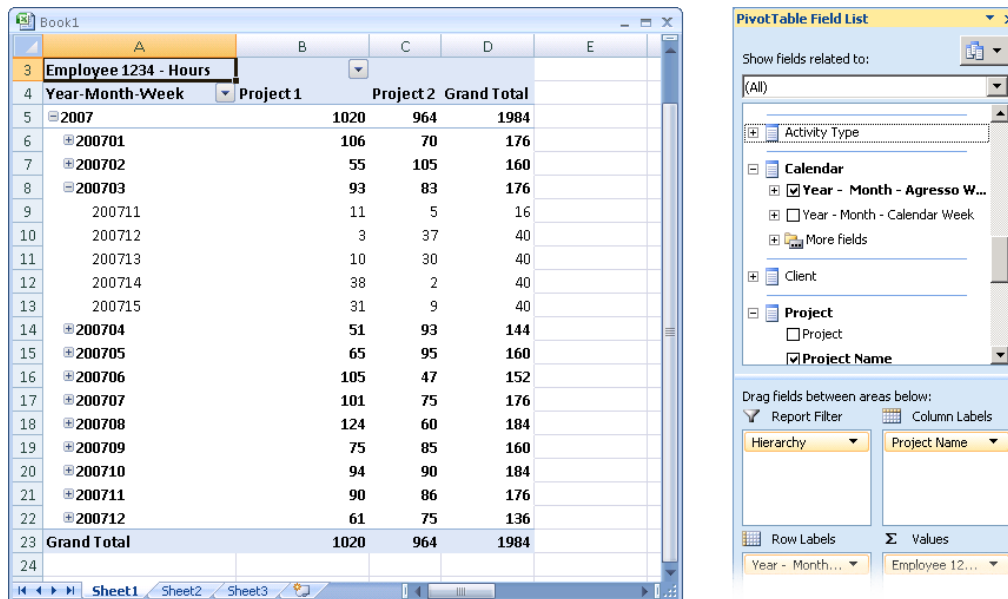 Book1
A B C D E
3 Employee 1234 - Hours
4 Year-Month-Week Project 1 Project 2 Grand Total
5 2007 1020 964 1984
6 200701 106 70 176
7 200702 55 105 160
8 200703 93 83 176
9 200711 11 5 16
10 200712 3 37 40
11 200713 10 30 40
12 200714 38 2 40
13 200715 31 9 40
14 200704 51 93 144
15 200705 65 95 160
16 200706 105 47 152
17 200707 101 75 176
18 200708 124 60 184
19 200709 75 85 160
20 200710 94 90 184
21 200711 90 86 176
22 200712 61 75 136
23 Grand Total 1020 964 1984
24
Sheet1 Sheet2 Sheet3
PivotTable Field List
Show fields related to:
(All)
Activity Type
Calendar
Year - Month - Agresso W...
Year - Month - Calendar Week
More fields
Client
Project
Project
Project Name
Drag fields between areas below:
Report Filter Column Labels
Hierarchy Project Name
Row Labels Σ Values
Year - Month... Employee 12...